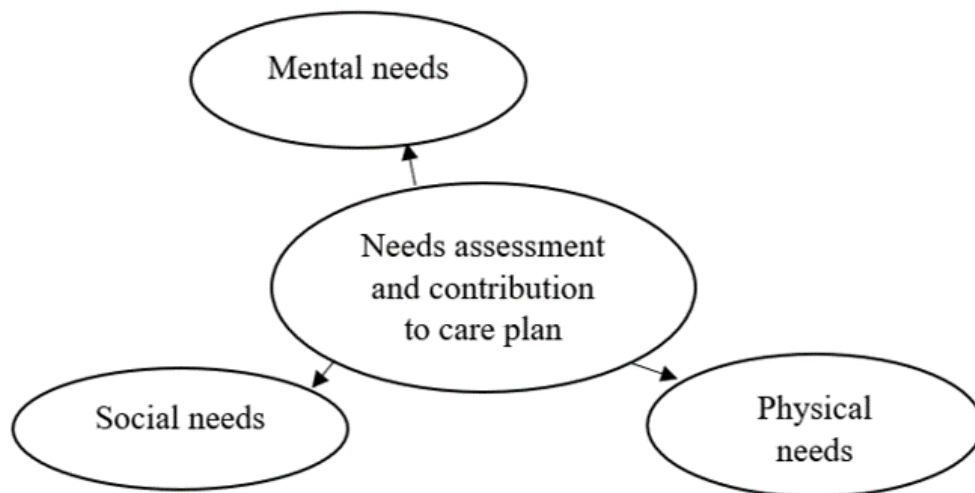 Mental needs
Needs assessment
and contribution
to care plan
Social needs
Physical
needs